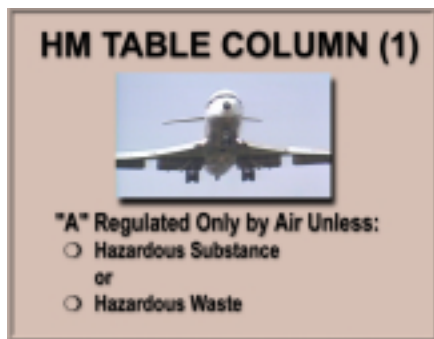 HM TABLE COLUMN (1)
"A" Regulated Only by Air Unless:
❍ Hazardous Substance
or
❍ Hazardous Waste